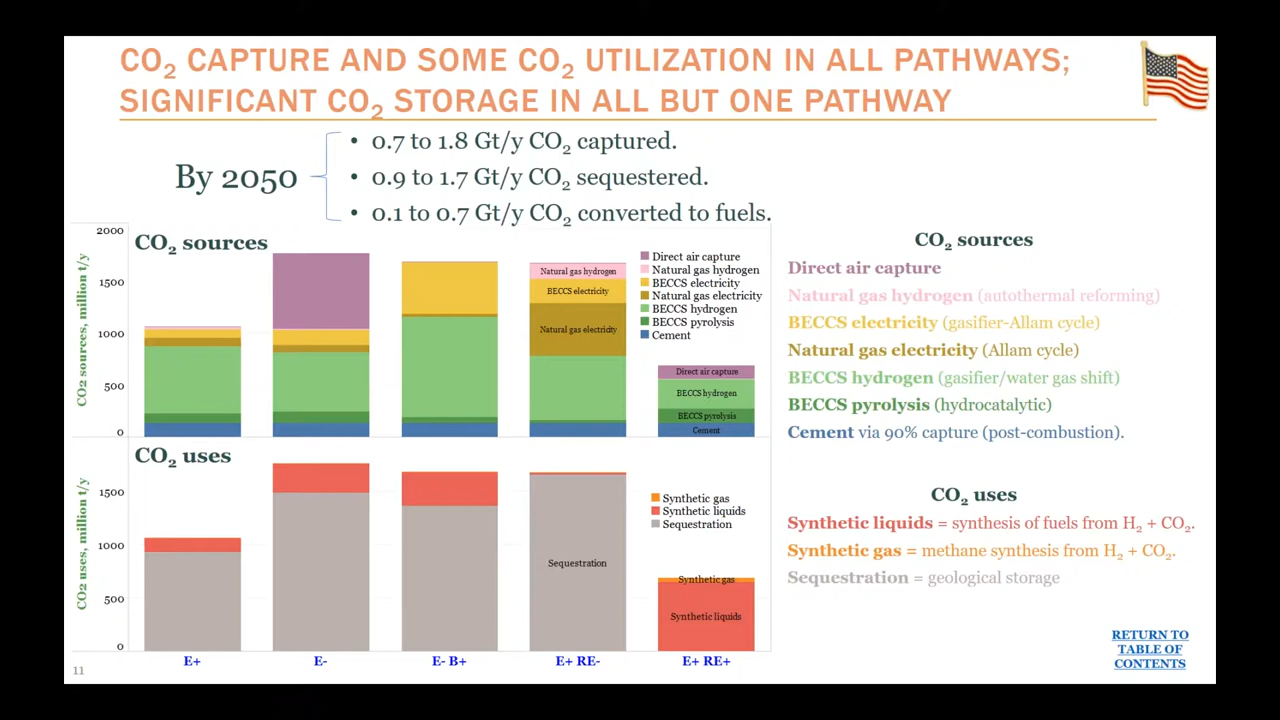 CO₂ CAPTURE AND SOME CO₂ UTILIZATION IN ALL PATHWAYS;
SIGNIFICANT CO₂ STORAGE IN ALL BUT ONE PATHWAY
By 2050
• 0.7 to 1.8 Gt/y CO₂ captured.
• 0.9 to 1.7 Gt/y CO₂ sequestered.
• 0.1 to 0.7 Gt/y CO₂ converted to fuels.
CO₂ sources
CO2 sources, million t/y
2000
1500
1000
500
0
Direct air capture
Natural gas hydrogen
BECCS electricity
Natural gas electricity
BECCS hydrogen
BECCS pyrolysis
Cement
Natural gas hydrogen
BECCS electricity
Natural gas electricity
Direct air capture
BECCS hydrogen
BECCS pyrolysis
Cement
CO₂ uses
CO2 uses, million t/y
1500
1000
500
0
Synthetic gas
Synthetic liquids
Sequestration
Sequestration
Synthetic gas
Synthetic liquids
E+
E-
E- B+
E+ RE-
E+ RE+
CO₂ sources
Direct air capture
Natural gas hydrogen (autothermal reforming)
BECCS electricity (gasifier-Allam cycle)
Natural gas electricity (Allam cycle)
BECCS hydrogen (gasifier/water gas shift)
BECCS pyrolysis (hydrocatalytic)
Cement via 90% capture (post-combustion).
CO₂ uses
Synthetic liquids = synthesis of fuels from H₂ + CO₂.
Synthetic gas = methane synthesis from H₂ + CO₂.
Sequestration = geological storage
RETURN TO
TABLE OF
CONTENTS
11